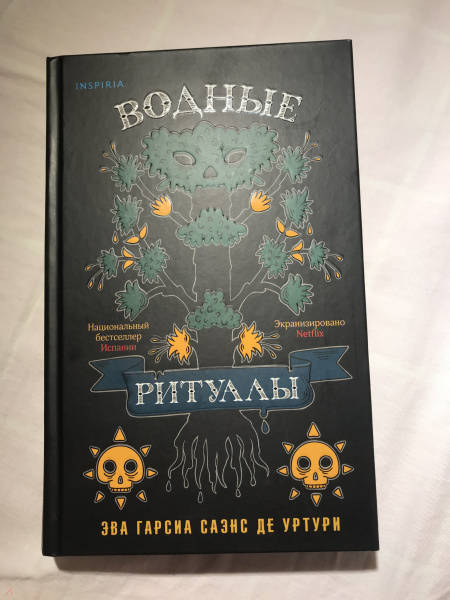 INSPIRIA
ВОДНЫЕ
Национальный
бестселлер
Испании
Экранизировано
Netflix
РИТУАЛЫ
ЭВА ГАРСИА САЭНС ДЕ УРТУРИ